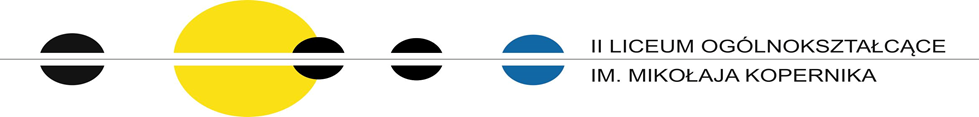 II LICEUM OGÓLNOKSZTAŁCĄCE
IM. MIKOŁAJA KOPERNIKA